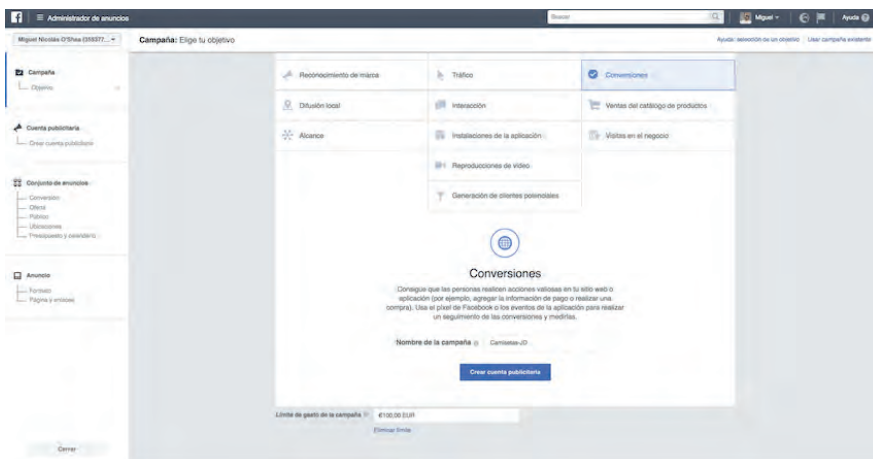 Administrador de anuncios
Buscar
Miguel
Ayuda
Miguel Nicolás O'Shea
Campaña: Elige tu objetivo
Ayuda: selección de un objetivo
Usar campaña existente
Campaña
Objetivo
Cuenta publicitaria
Crear cuenta publicitaria
Conjunto de anuncios
Conversión
Oferta
Público
Ubicaciones
Presupuesto y calendario
Anuncio
Formato
Página y enlaces
Cerrar
Reconocimiento de marca
Tráfico
Conversiones
Difusión local
Interacción
Ventas del catálogo de productos
Alcance
Instalaciones de la aplicación
Visitas en el negocio
Reproducciones de vídeo
Generación de clientes potenciales
Conversiones
Consigue que las personas realicen acciones valiosas en tu sitio web o
aplicación (por ejemplo, agregar la información de pago o realizar una
compra). Usa el píxel de Facebook o los eventos de la aplicación para realizar
un seguimiento de las conversiones y medirlas.
Nombre de la campaña
Camisetas-JD
Crear cuenta publicitaria
Límite de gasto de la campaña
€100,00 EUR
Eliminar límite